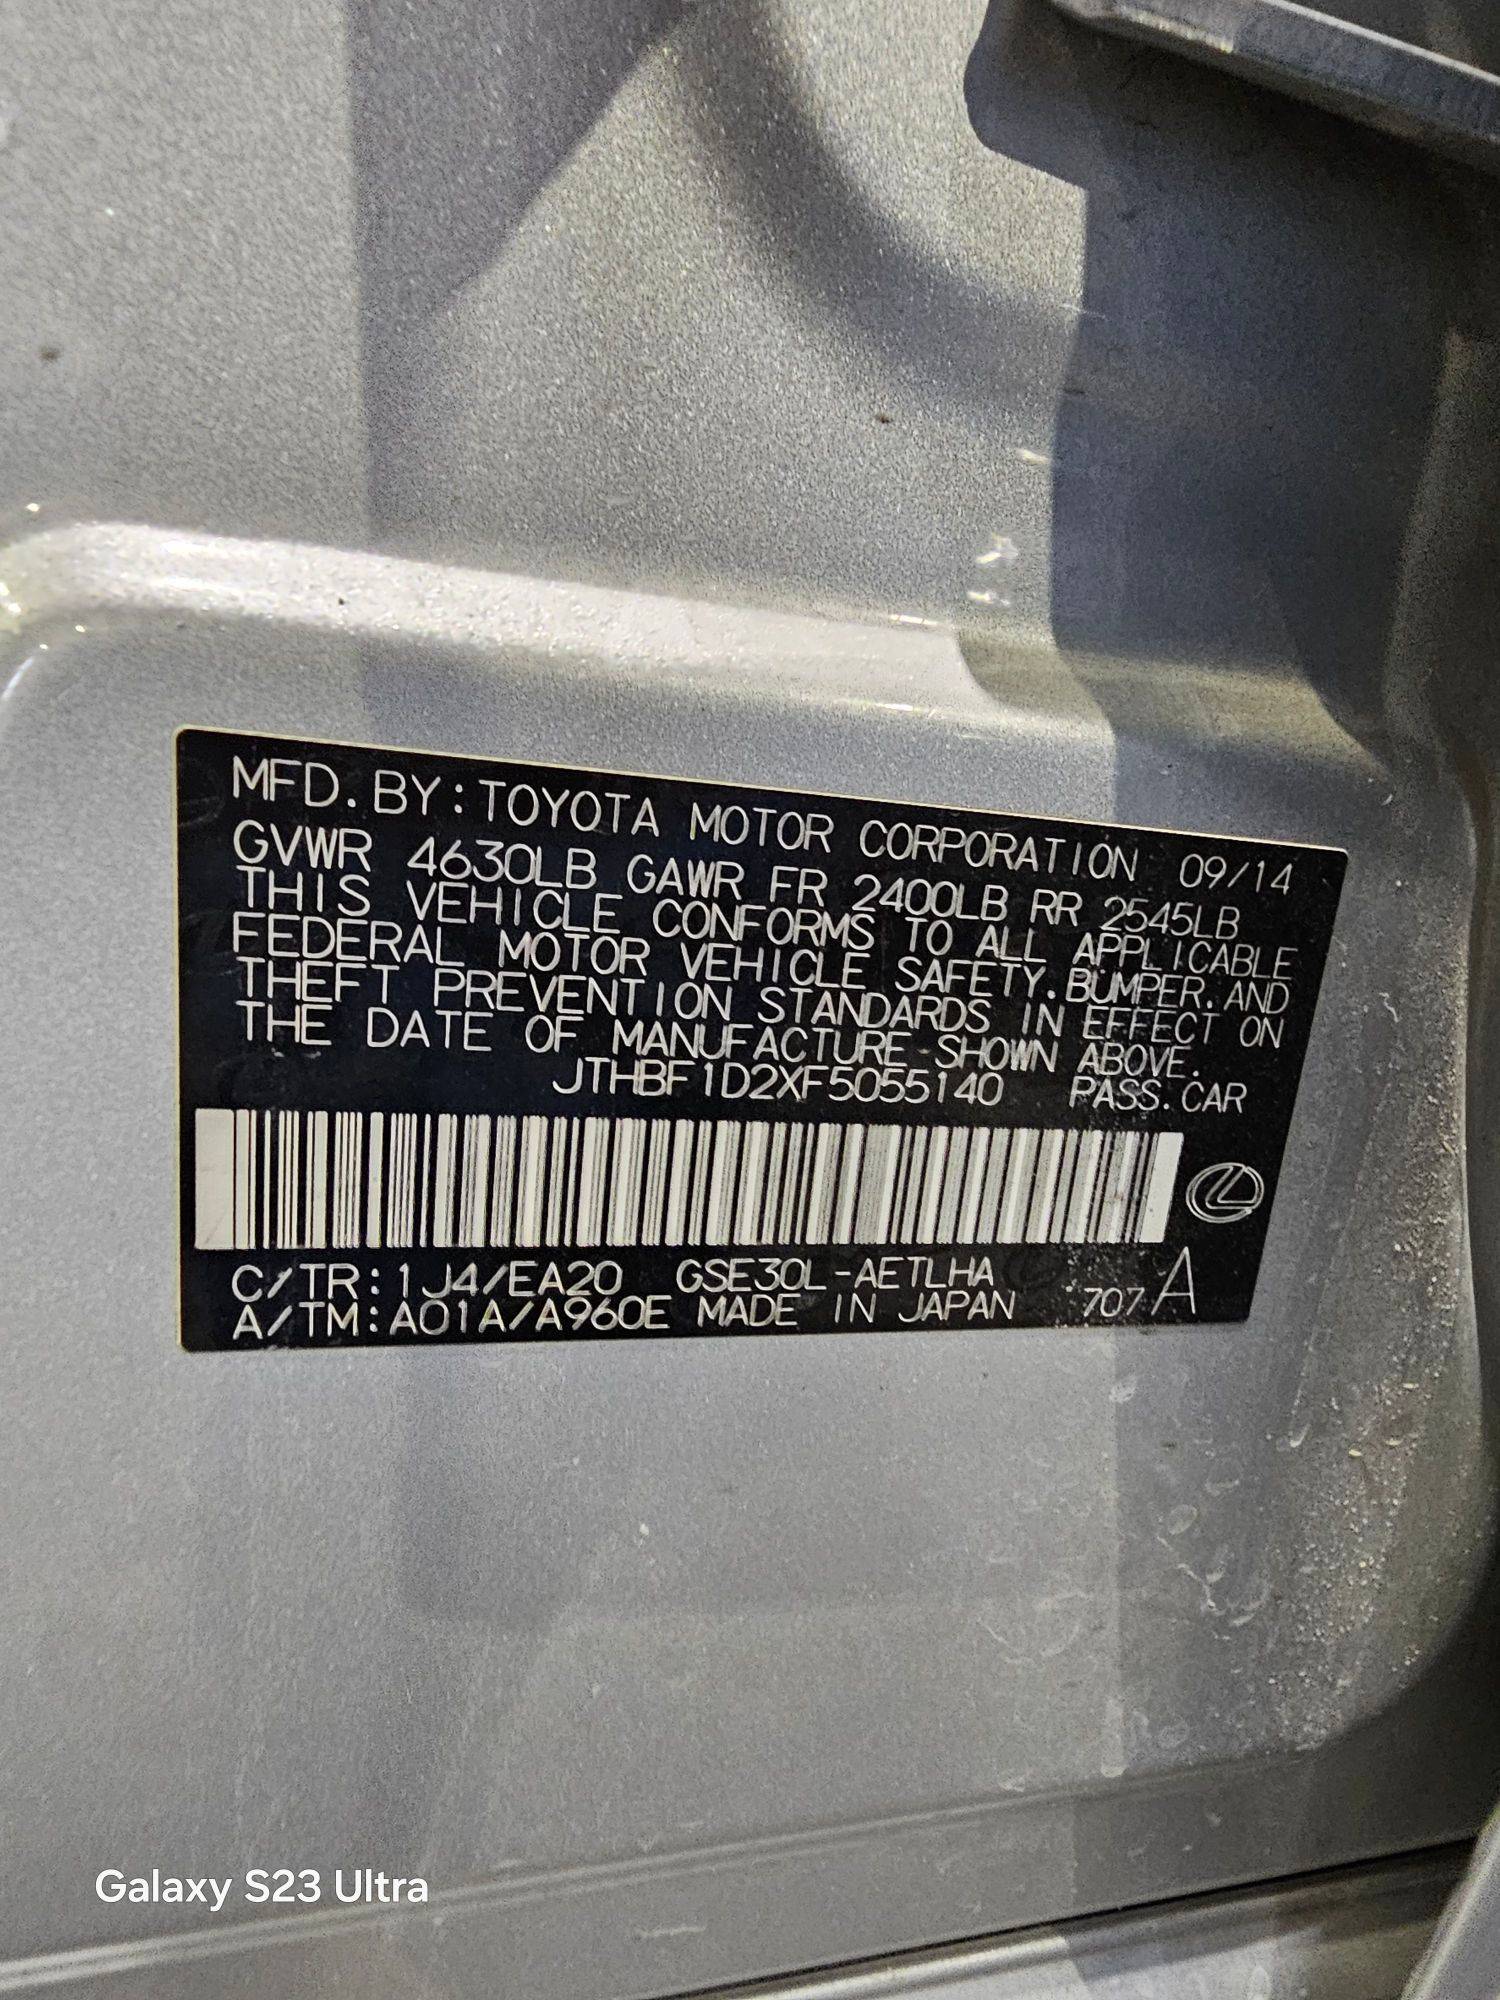 MFD. BY: TOYOTA MOTOR CORPORATION 09/14
GVWR 4630LB GAWR FR 2400LB RR 2545LB
THIS VEHICLE CONFORMS TO ALL APPLICABLE
FEDERAL MOTOR VEHICLE SAFETY, BUMPER, AND
THEFT PREVENTION STANDARDS IN EFFECT ON
THE DATE OF MANUFACTURE SHOWN ABOVE.
JTHBF1D2XF5055140 PASS. CAR
C/TR: 1J4/EA20 GSE30L-AETLHA
A/TM: A01A/A960E MADE IN JAPAN 707 A
Galaxy S23 Ultra